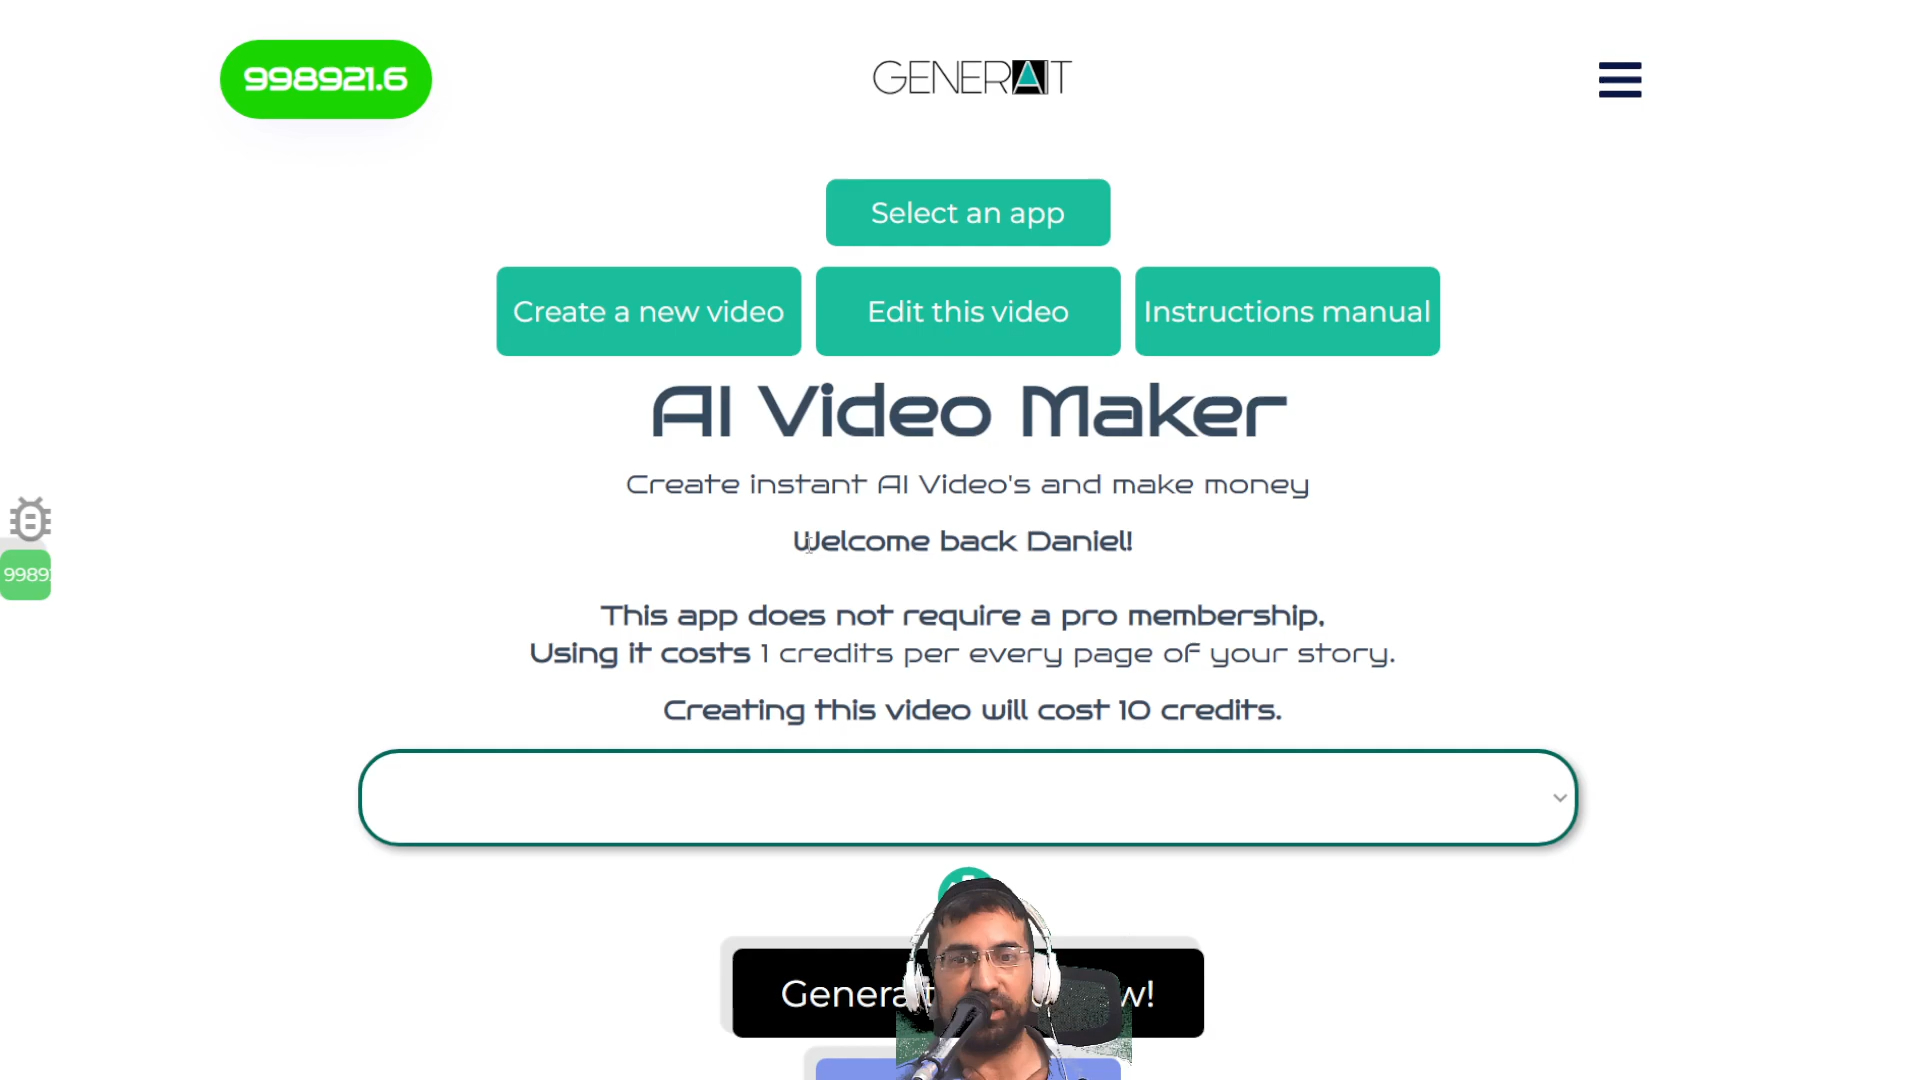 998921.6
GENERAIT
Select an app
Create a new video
Edit this video
Instructions manual
AI Video Maker
Create instant AI Video's and make money
Welcome back Daniel!
This app does not require a pro membership,
Using it costs 1 credits per every page of your story.
Creating this video will cost 10 credits.
9989